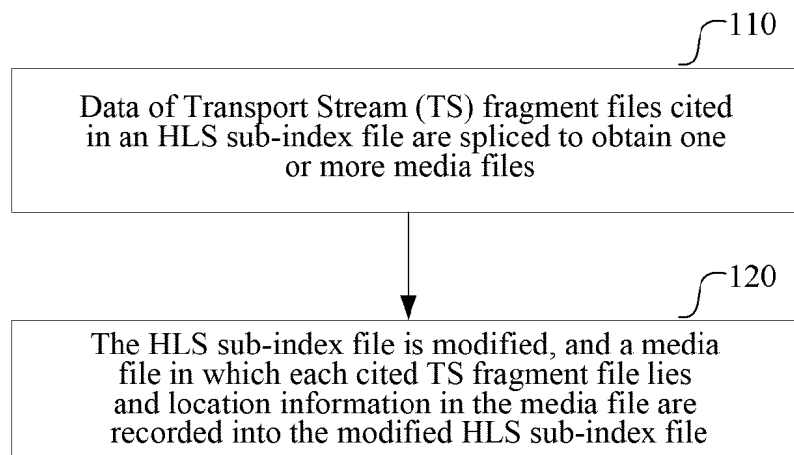 110
Data of Transport Stream (TS) fragment files cited
in an HLS sub-index file are spliced to obtain one
or more media files
120
The HLS sub-index file is modified, and a media
file in which each cited TS fragment file lies
and location information in the media file are
recorded into the modified HLS sub-index file